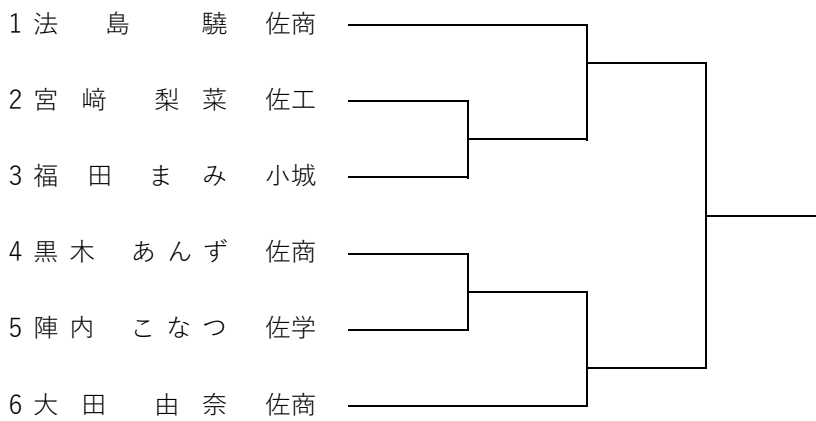 1 法 島 驍 佐商
2 宮 﨑 梨 菜 佐工
3 福 田 ま み 小城
4 黒 木 あ ん ず 佐商
5 陣 内 こ な つ 佐学
6 大 田 由 奈 佐商